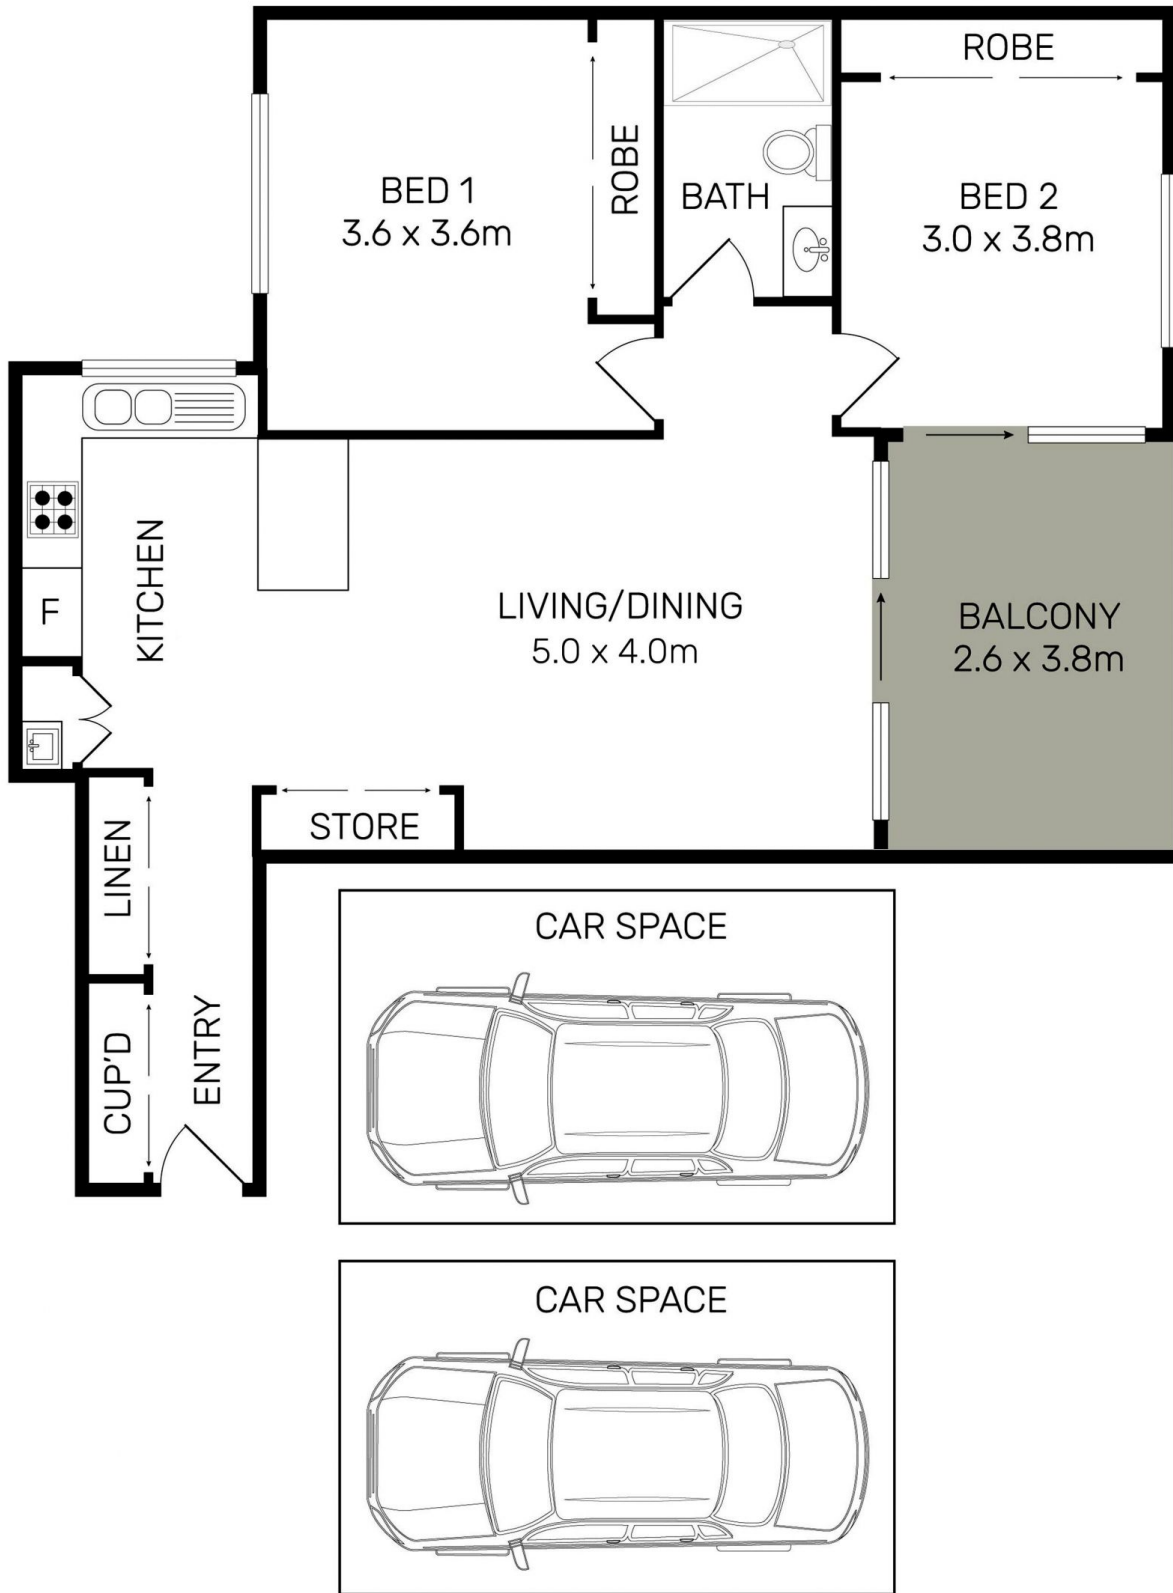 ROBE
BED 1
3.6 x 3.6m
ROBE
BATH
BED 2
3.0 x 3.8m
KITCHEN
F
LIVING/DINING
5.0 x 4.0m
BALCONY
2.6 x 3.8m
STORE
LINEN
CUP'D
ENTRY
CAR SPACE
CAR SPACE